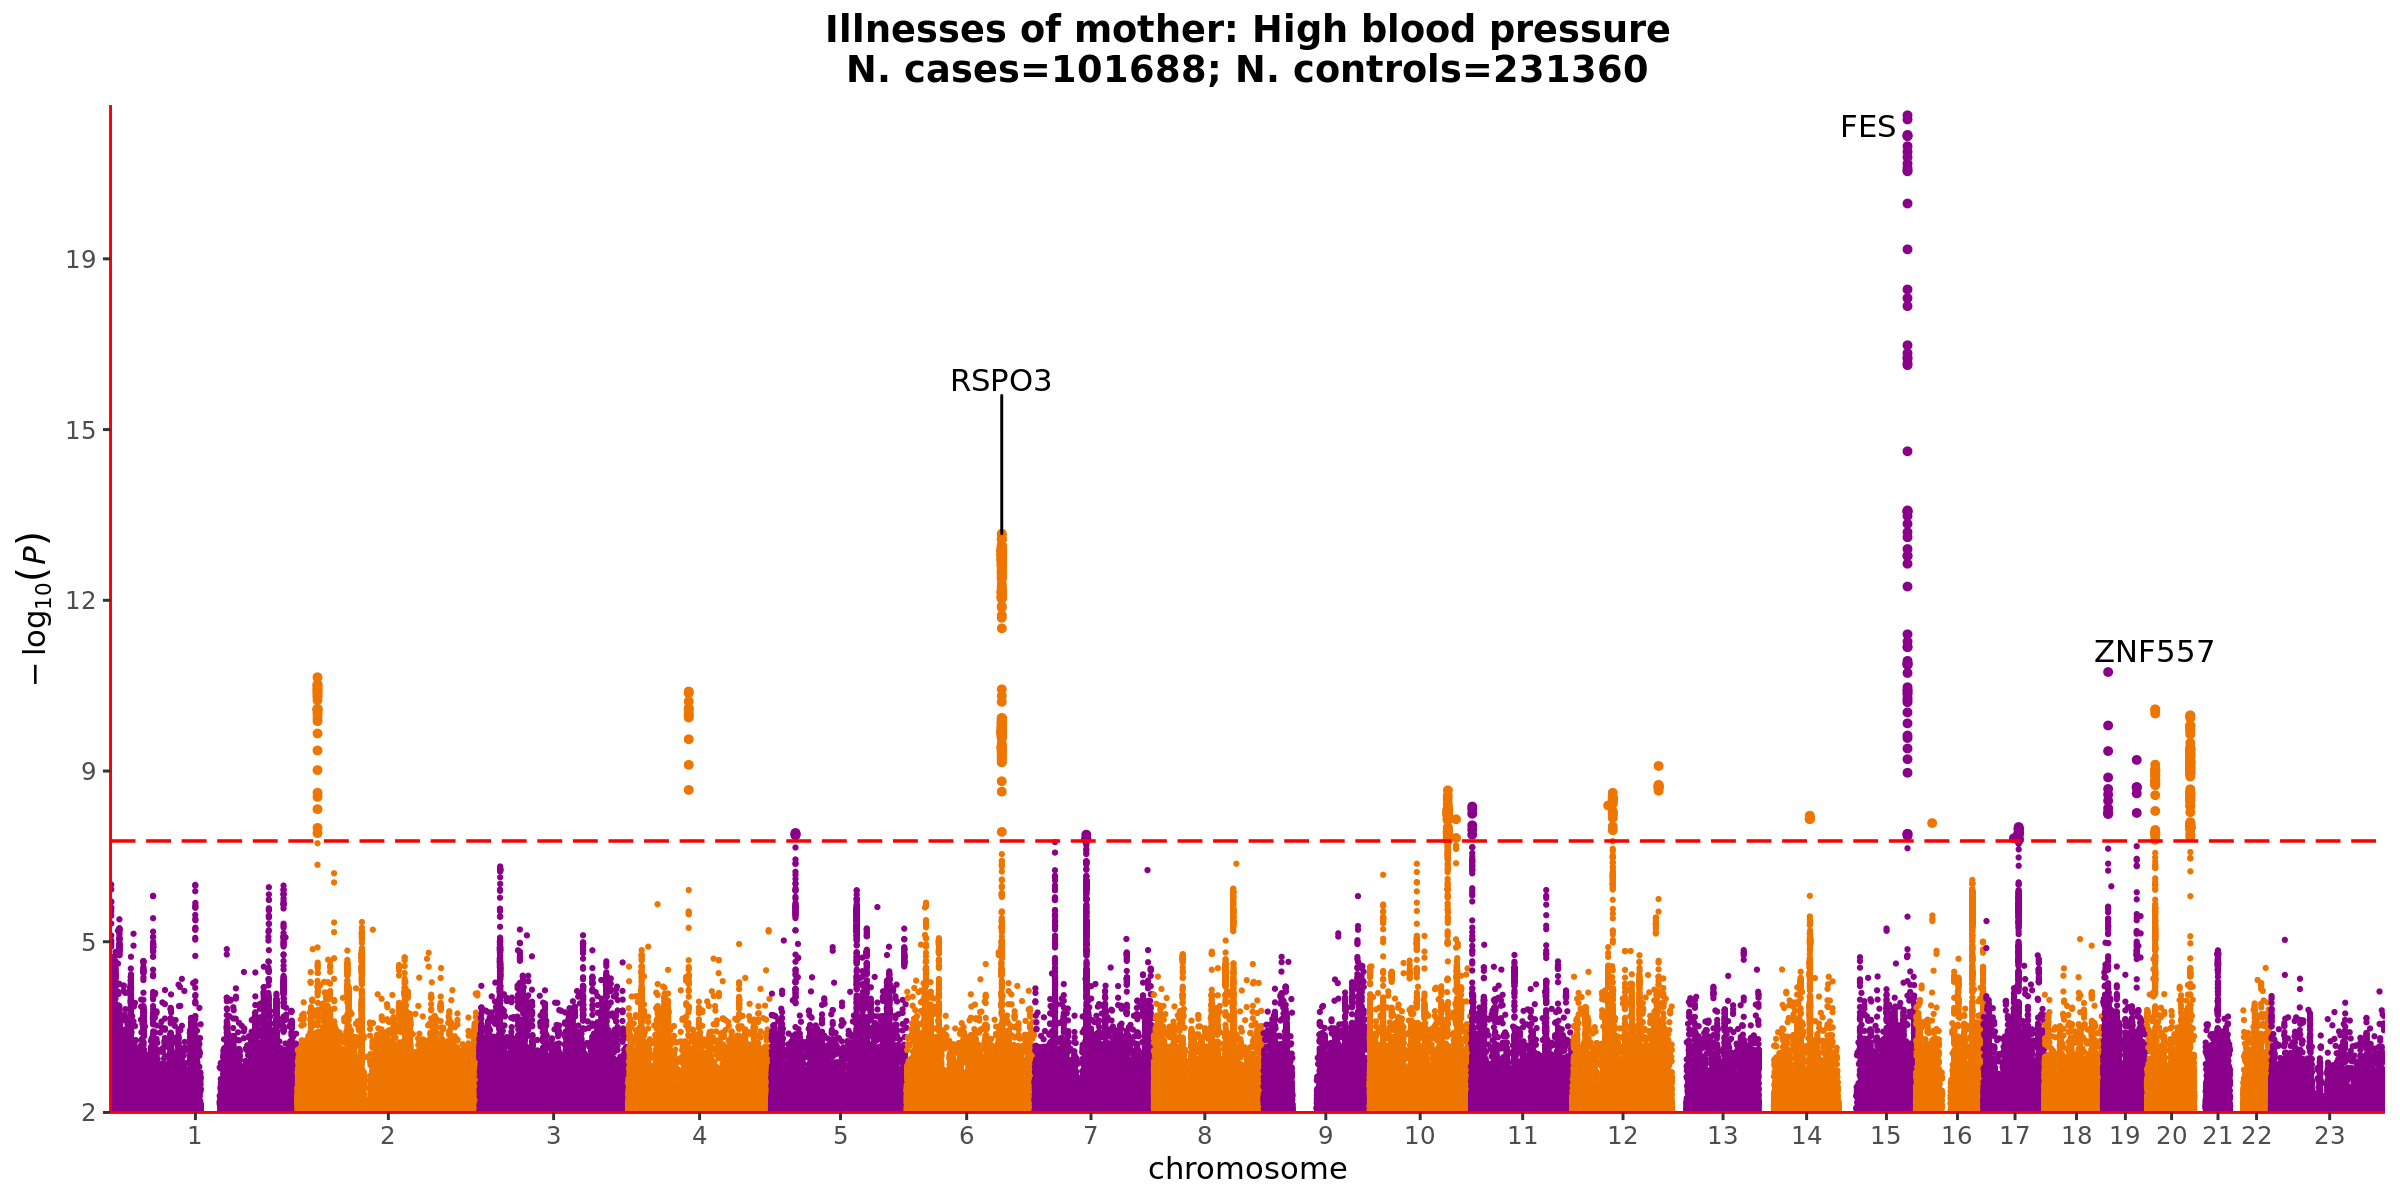 Illnesses of mother: High blood pressure
N. cases=101688; N. controls=231360
FES
19
RSPO3
15
12
ZNF557
9
5
2
−log10(P)
1 2 3 4 5 6 7 8 9 10 11 12 13 14 15 16 17 18 19 20 21 22 23
chromosome